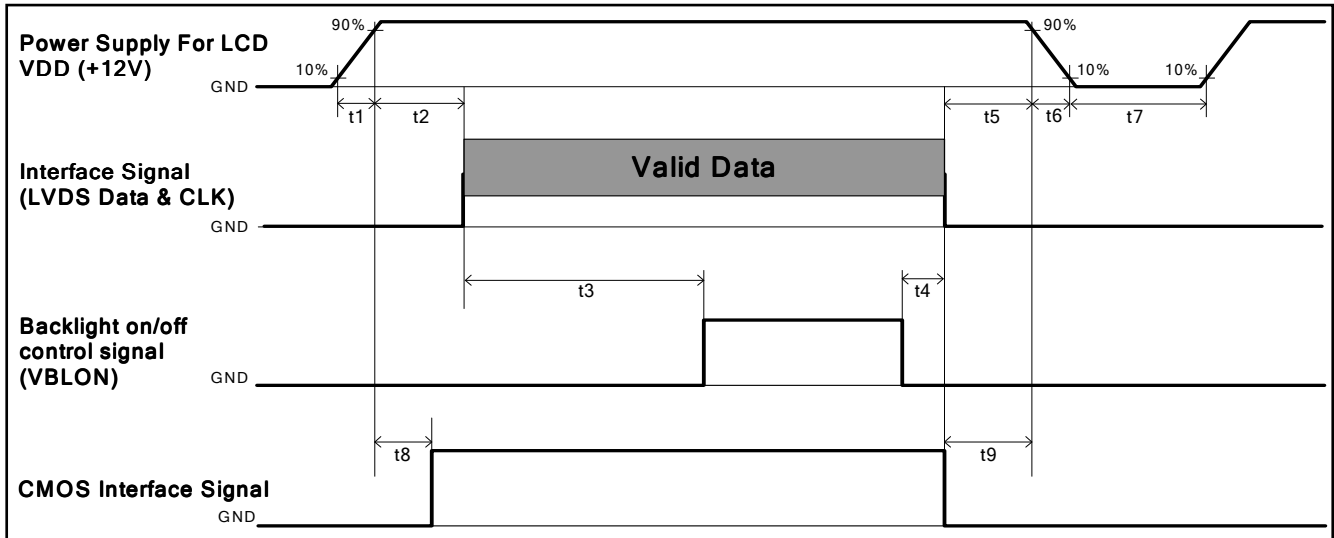 Power Supply For LCD
VDD (+12V)
90%
10%
GND
90%
10%
10%
t1
t2
t5
t6
t7
Interface Signal
(LVDS Data & CLK)
GND
Valid Data
t3
t4
Backlight on/off
control signal
(VBLON)
GND
t8
t9
CMOS Interface Signal
GND